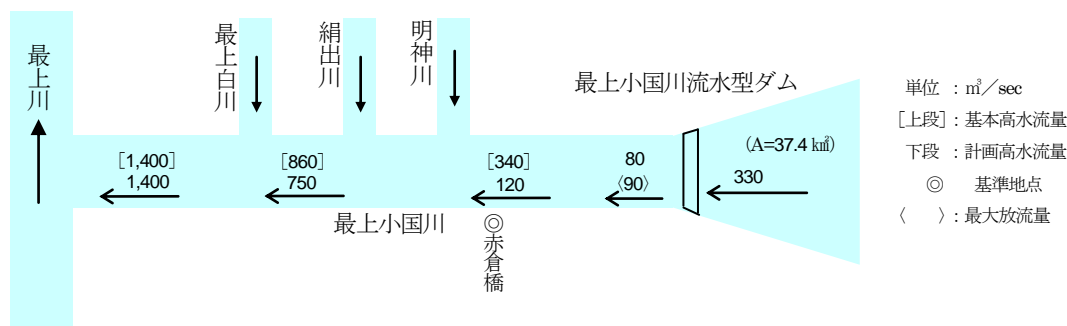 最上川
最上白川
絹出川
明神川
最上小国川流水型ダム
(A=37.4 k㎡)
330
80
〈90〉
[340]
120
[860]
750
[1,400]
1,400
最上小国川
◎赤倉橋
単位 : ㎥/sec
[上段] : 基本高水流量
下段 : 計画高水流量
◎ 基準地点
〈 〉: 最大放流量